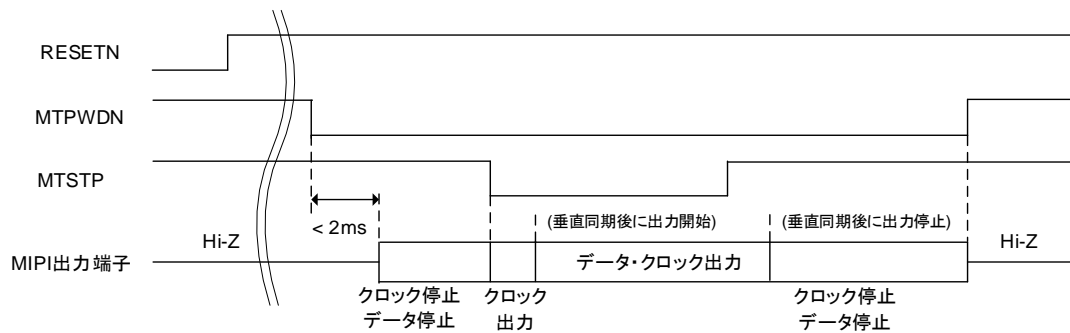 RESETN
MTPWDN
MTSTP
< 2ms
(垂直同期後に出力開始)
(垂直同期後に出力停止)
Hi-Z
Hi-Z
MIPI出力端子
データ・クロック出力
クロック停止
データ停止
クロック
出力
クロック停止
データ停止